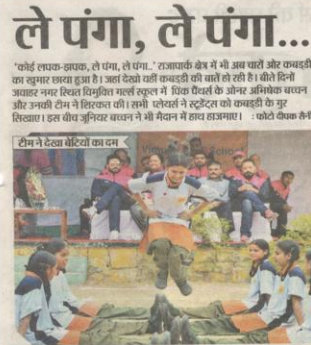 ले पंगा, ले पंगा...
'कोई लपक-झपक, ले पंगा, ले पंगा..' राजापार्क क्षेत्र में भी अब चारों ओर कबड्डी
का खुमार छाया हुआ है। जहां देखो वहीं कबड्डी की बातें हो रही है। बीते दिनों
जवाहर नगर स्थित विमुक्ति गर्ल्स स्कूल में पिंक पैंथर्स के ओनर अभिषेक बच्चन
और उनकी टीम ने शिरकत की। सभी प्लेयर्स ने स्टूडेंट्स को कबड्डी के गुर
सिखाए। इस बीच जूनियर बच्चन ने भी मैदान में हाथ आजमाए। : फोटो दीपक सैनी
टीम ने देखा बेटियों का दम